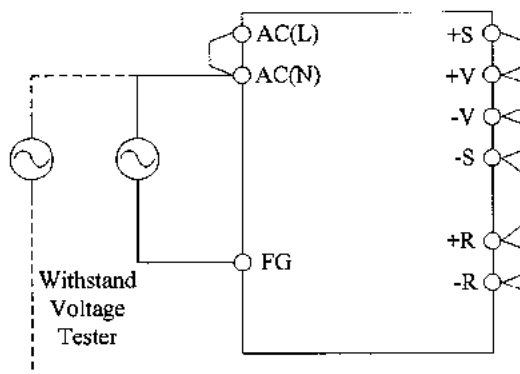 AC(L)
AC(N)
FG
Withstand
Voltage
Tester
+S
+V
-V
-S
+R
-R